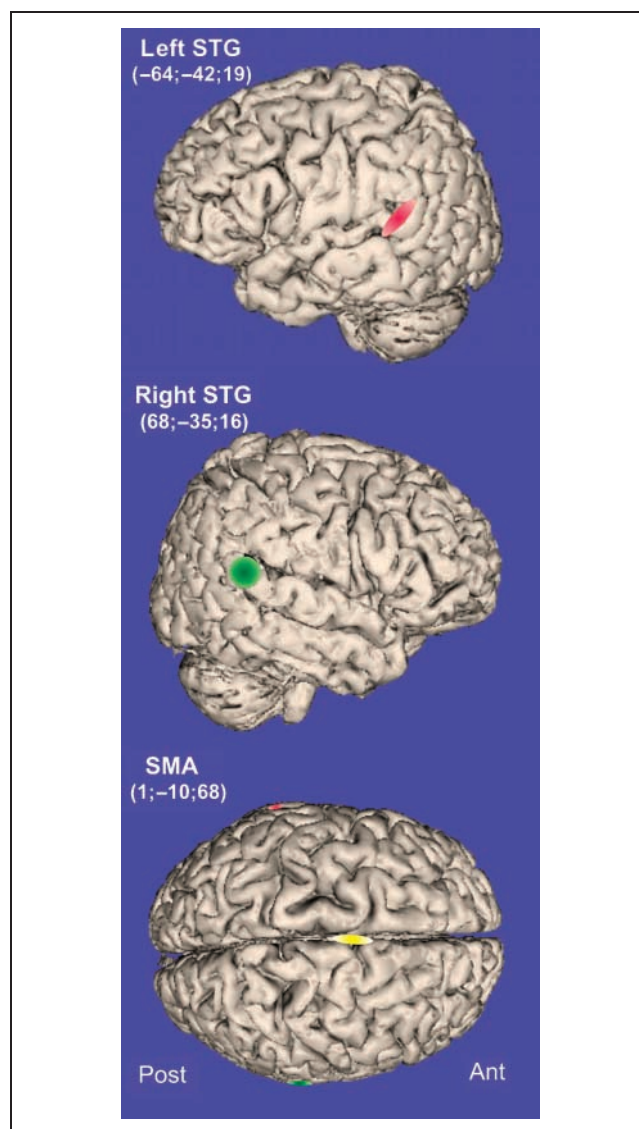 Left STG
(–64;–42;19)
Right STG
(68;–35;16)
SMA
(1;–10;68)
Post Ant